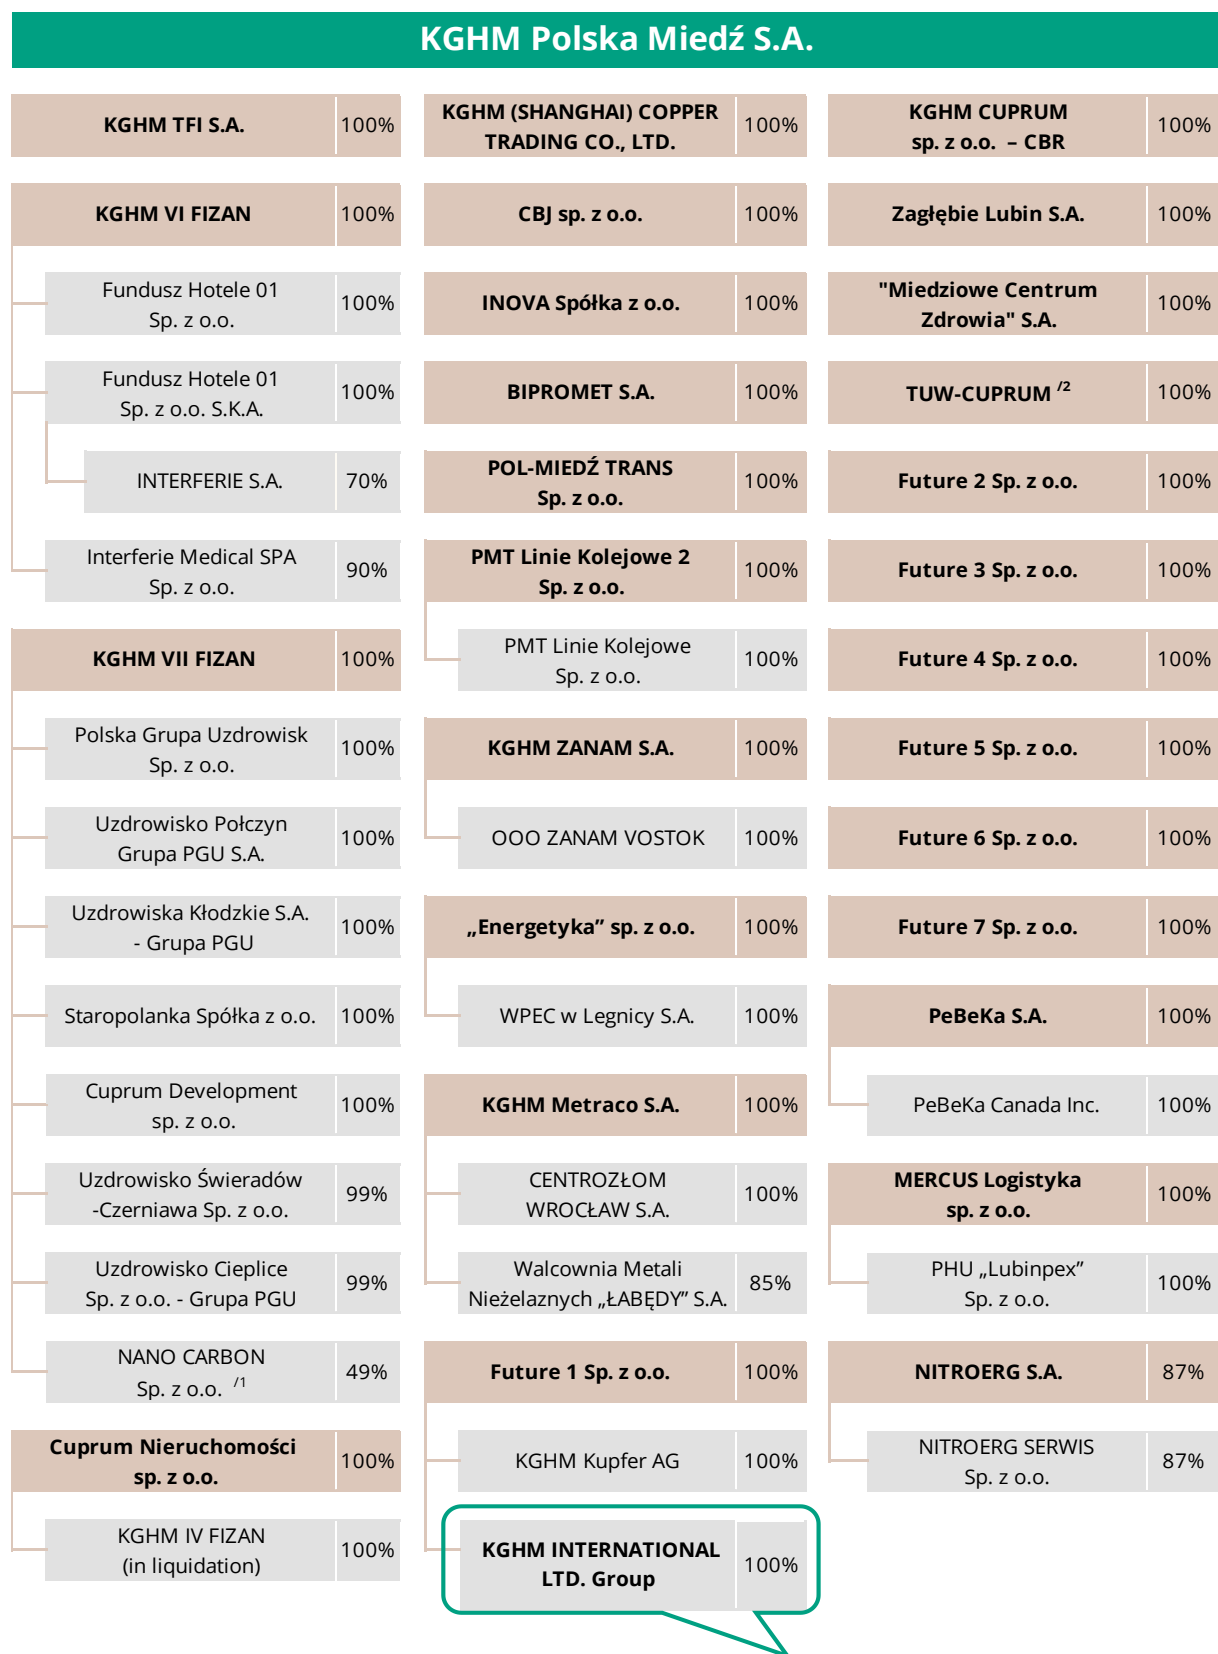 KGHM Polska Miedź S.A.
KGHM TFI S.A.
100%
KGHM VI FIZAN
100%
Fundusz Hotele 01
Sp. z o.o.
100%
Fundusz Hotele 01
Sp. z o.o. S.K.A.
100%
INTERFERIE S.A.
70%
Interferie Medical SPA
Sp. z o.o.
90%
KGHM VII FIZAN
100%
Polska Grupa Uzdrowisk
Sp. z o.o.
100%
Uzdrowisko Połczyn
Grupa PGU S.A.
100%
Uzdrowiska Kłodzkie S.A.
- Grupa PGU
100%
Staropolanka Spółka z o.o.
100%
Cuprum Development
sp. z o.o.
100%
Uzdrowisko Świeradów
-Czerniawa Sp. z o.o.
99%
Uzdrowisko Cieplice
Sp. z o.o. - Grupa PGU
99%
NANO CARBON
Sp. z o.o. /1
49%
Cuprum Nieruchomości
sp. z o.o.
100%
KGHM IV FIZAN
(in liquidation)
100%
KGHM (SHANGHAI) COPPER
TRADING CO., LTD.
100%
CBJ sp. z o.o.
100%
INOVA Spółka z o.o.
100%
BIPROMET S.A.
100%
POL-MIEDŹ TRANS
Sp. z o.o.
100%
PMT Linie Kolejowe 2
Sp. z o.o.
100%
PMT Linie Kolejowe
Sp. z o.o.
100%
KGHM ZANAM S.A.
100%
OOO ZANAM VOSTOK
100%
„Energetyka” sp. z o.o.
100%
WPEC w Legnicy S.A.
100%
KGHM Metraco S.A.
100%
CENTROZŁOM
WROCŁAW S.A.
100%
Walcownia Metali
Nieżelaznych „ŁABĘDY” S.A.
85%
Future 1 Sp. z o.o.
100%
KGHM Kupfer AG
100%
KGHM INTERNATIONAL
LTD. Group
100%
KGHM CUPRUM
sp. z o.o. – CBR
100%
Zagłębie Lubin S.A.
100%
"Miedziowe Centrum
Zdrowia" S.A.
100%
TUW-CUPRUM /2
100%
Future 2 Sp. z o.o.
100%
Future 3 Sp. z o.o.
100%
Future 4 Sp. z o.o.
100%
Future 5 Sp. z o.o.
100%
Future 6 Sp. z o.o.
100%
Future 7 Sp. z o.o.
100%
PeBeKa S.A.
100%
PeBeKa Canada Inc.
100%
MERCUS Logistyka
sp. z o.o.
100%
PHU „Lubinpex”
Sp. z o.o.
100%
NITROERG S.A.
87%
NITROERG SERWIS
Sp. z o.o.
87%